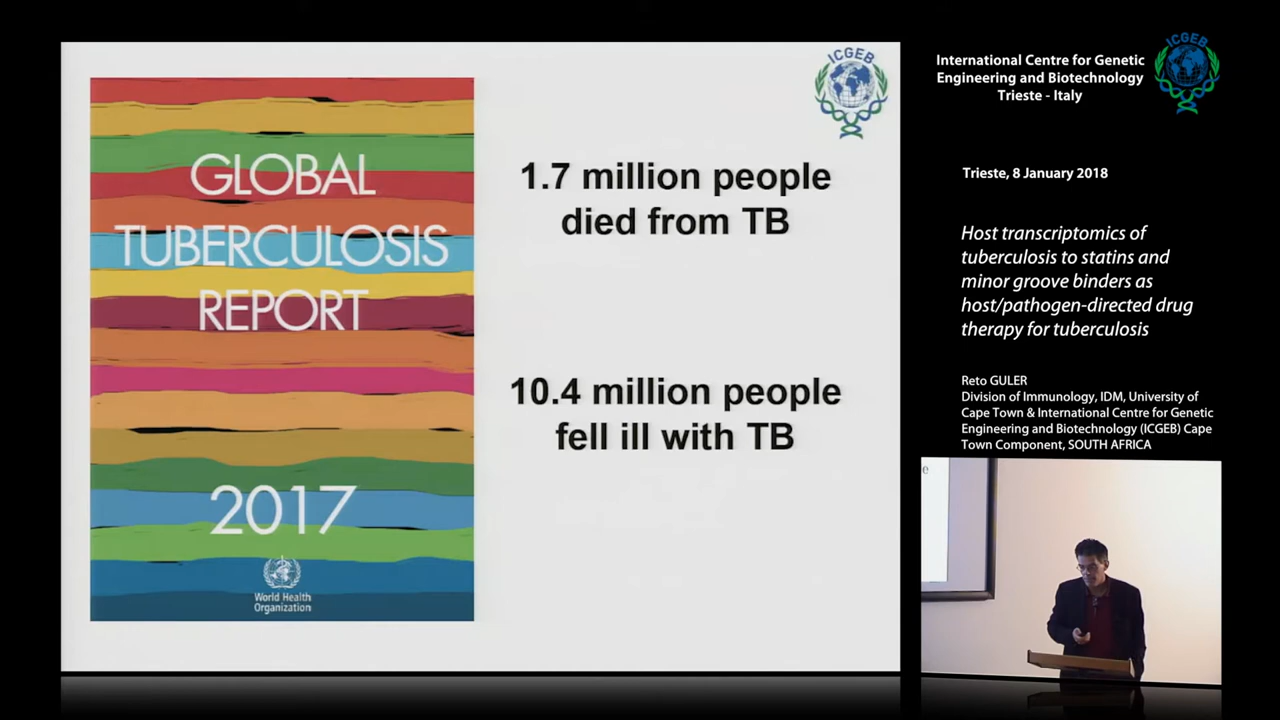 GLOBAL
TUBERCULOSIS
REPORT
2017
World Health
Organization
ICGEB
1.7 million people
died from TB
10.4 million people
fell ill with TB
International Centre for Genetic
Engineering and Biotechnology
Trieste - Italy
ICGEB
Trieste, 8 January 2018
Host transcriptomics of
tuberculosis to statins and
minor groove binders as
host/pathogen-directed drug
therapy for tuberculosis
Reto GULER
Division of Immunology, IDM, University of
Cape Town & International Centre for Genetic
Engineering and Biotechnology (ICGEB) Cape
Town Component, SOUTH AFRICA
e